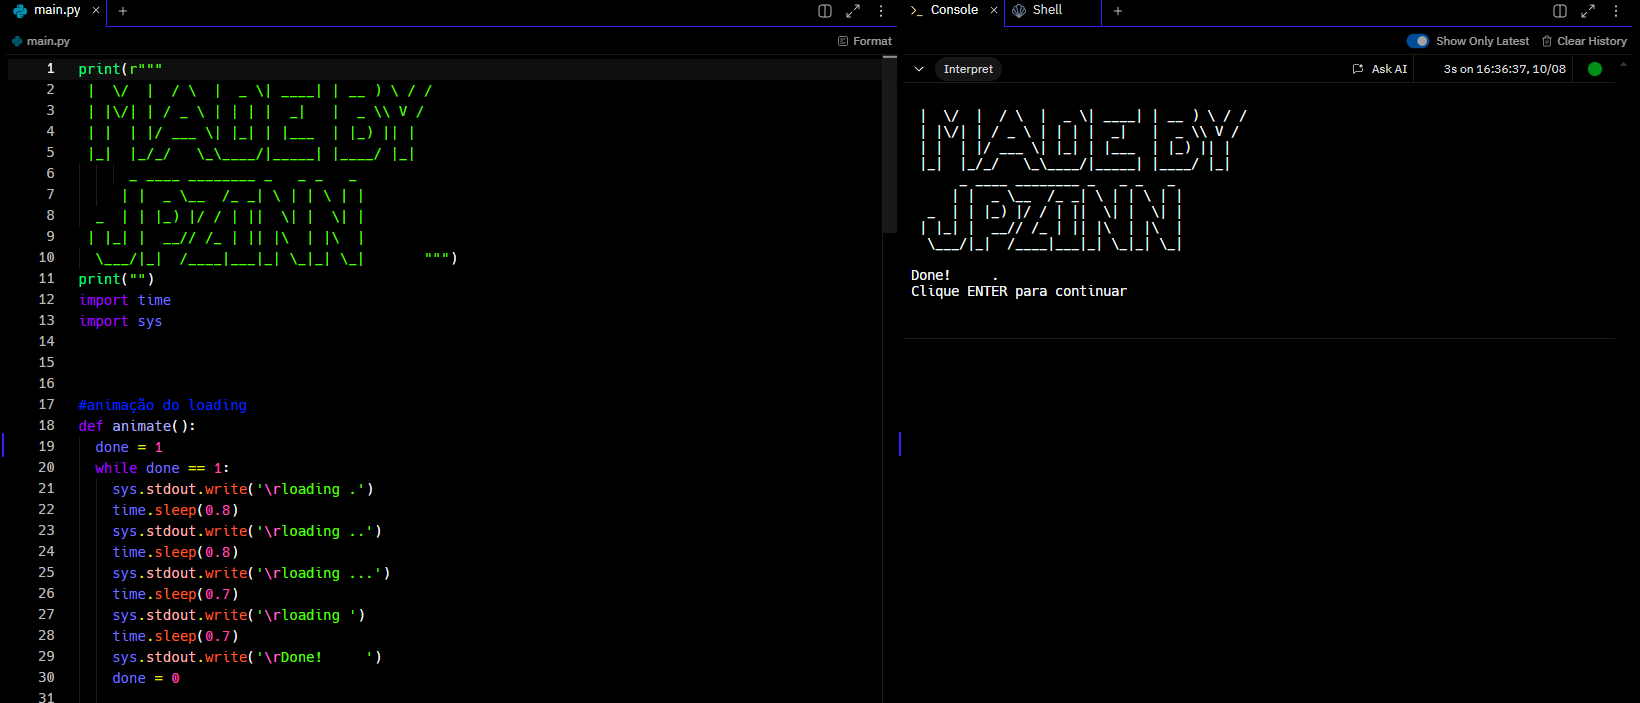 main.py × +
main.py
Format
1 print(r"""
2  |  \/  |  / \  |  _ \| ____| | __ ) \ / /
3  | |\/| | / _ \ | | | |  _|   |  _ \\ V /
4  | |  | |/ ___ \| |_| | |___  | |_) || |
5  |_|  |_/_/   \_\____/|_____| |____/ |_|
6       _ ____ ________ _   _ _   _
7      | |  _ \__  /_ _| \ | | \ | |
8   _  | | |_) |/ / | ||  \| |  \| |
9  | |_| |  __// /_ | || |\  | |\  |
10   \___/|_|  /____|___|_| \_|_| \_|       """)
11 print("")
12 import time
13 import sys
14
15
16
17 #animação do loading
18 def animate():
19   done = 1
20   while done == 1:
21     sys.stdout.write('\rloading .')
22     time.sleep(0.8)
23     sys.stdout.write('\rloading ..')
24     time.sleep(0.8)
25     sys.stdout.write('\rloading ...')
26     time.sleep(0.7)
27     sys.stdout.write('\rloading ')
28     time.sleep(0.7)
29     sys.stdout.write('\rDone!     ')
30     done = 0
31
Console × Shell +
Show Only Latest Clear History
Interpret Ask AI 3s on 16:36:37, 10/08
 |  \/  |  / \  |  _ \| ____| | __ ) \ / /
 | |\/| | / _ \ | | | |  _|   |  _ \\ V /
 | |  | |/ ___ \| |_| | |___  | |_) || |
 |_|  |_/_/   \_\____/|_____| |____/ |_|
      _ ____ ________ _   _ _   _
     | |  _ \__  /_ _| \ | | \ | |
  _  | | |_) |/ / | ||  \| |  \| |
 | |_| |  __// /_ | || |\  | |\  |
  \___/|_|  /____|___|_| \_|_| \_|
Done!     .
Clique ENTER para continuar